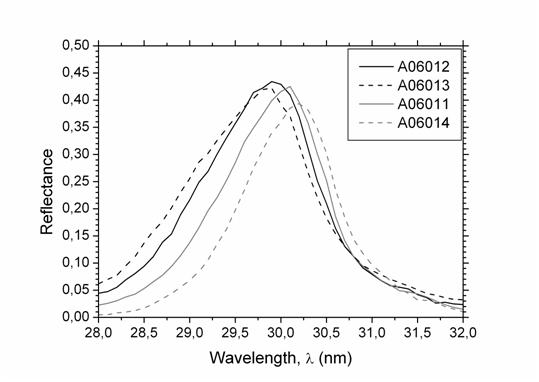 0,50
0,45
0,40
0,35
0,30
0,25
0,20
0,15
0,10
0,05
0,00
Reflectance
A06012
A06013
A06011
A06014
28,0 28,5 29,0 29,5 30,0 30,5 31,0 31,5 32,0
Wavelength, λ (nm)